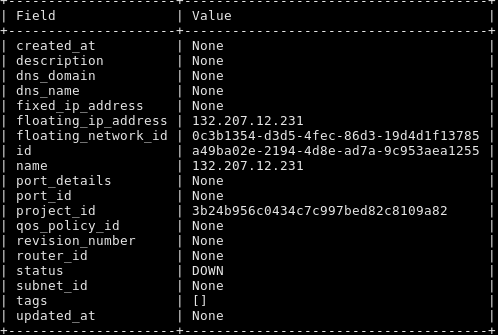 +---------------------+--------------------------------------+
| Field               | Value                                |
+---------------------+--------------------------------------+
| created_at          | None                                 |
| description         | None                                 |
| dns_domain          | None                                 |
| dns_name            | None                                 |
| fixed_ip_address    | None                                 |
| floating_ip_address | 132.207.12.231                       |
| floating_network_id | 0c3b1354-d3d5-4fec-86d3-19d4d1f13785 |
| id                  | a49ba02e-2194-4d8e-ad7a-9c953aea1255 |
| name                | 132.207.12.231                       |
| port_details        | None                                 |
| port_id             | None                                 |
| project_id          | 3b24b956c0434c7c997bed82c8109a82     |
| qos_policy_id       | None                                 |
| revision_number     | None                                 |
| router_id           | None                                 |
| status              | DOWN                                 |
| subnet_id           | None                                 |
| tags                | []                                   |
| updated_at          | None                                 |
+---------------------+--------------------------------------+